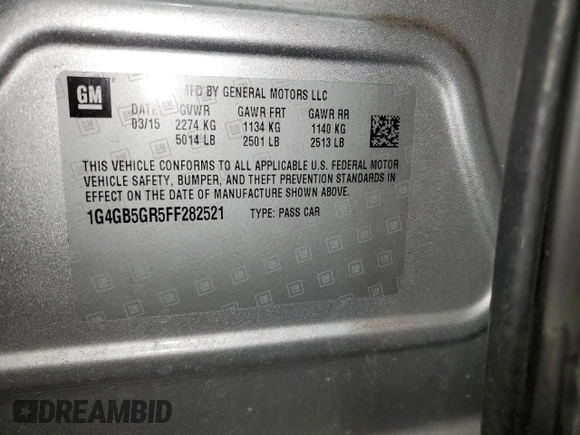 GM
MFD BY GENERAL MOTORS LLC
DATE GVWR GAWR FRT GAWR RR
03/15 2274 KG 1134 KG 1140 KG
5014 LB 2501 LB 2513 LB
THIS VEHICLE CONFORMS TO ALL APPLICABLE U.S. FEDERAL MOTOR
VEHICLE SAFETY, BUMPER, AND THEFT PREVENTION STANDARDS IN
EFFECT ON THE DATE OF MANUFACTURE SHOWN ABOVE.
1G4GB5GR5FF282521 TYPE: PASS CAR
DREAMBID